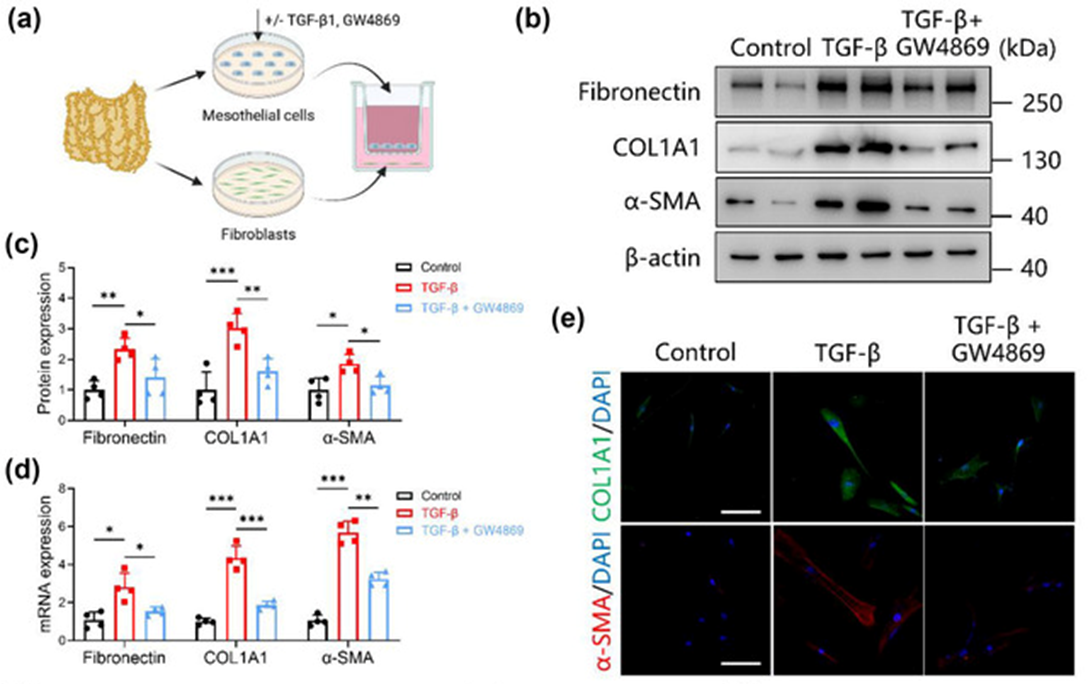 (a)
+/- TGF-β1, GW4869
Mesothelial cells
Fibroblasts
(b)
Control TGF-β TGF-β+ GW4869 (kDa)
Fibronectin
250
COL1A1
130
α-SMA
40
β-actin
40
(c)
Protein expression
5
4
3
2
1
0
** * *** ** * *
Fibronectin COL1A1 α-SMA
Control
TGF-β
TGF-β + GW4869
(d)
mRNA expression
8
6
4
2
0
* * *** *** *** **
Fibronectin COL1A1 α-SMA
Control
TGF-β
TGF-β + GW4869
(e)
Control TGF-β TGF-β + GW4869
COL1A1/DAPI
α-SMA/DAPI